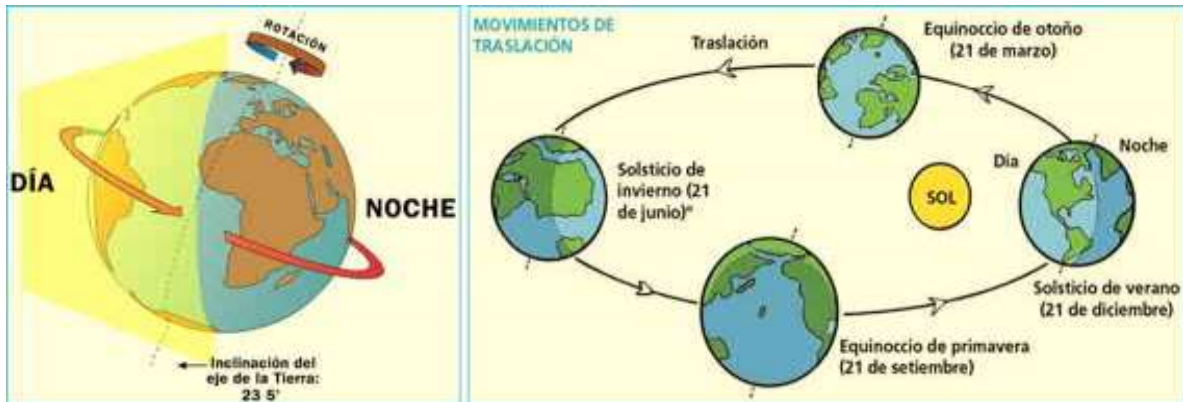 ROTACIÓN
DÍA
NOCHE
Inclinación del
eje de la Tierra:
23 5'
MOVIMIENTOS DE
TRASLACIÓN
Traslación
Equinoccio de otoño
(21 de marzo)
Solsticio de
invierno (21
de junio)"
SOL
Día
Noche
Solsticio de verano
(21 de diciembre)
Equinoccio de primavera
(21 de setiembre)